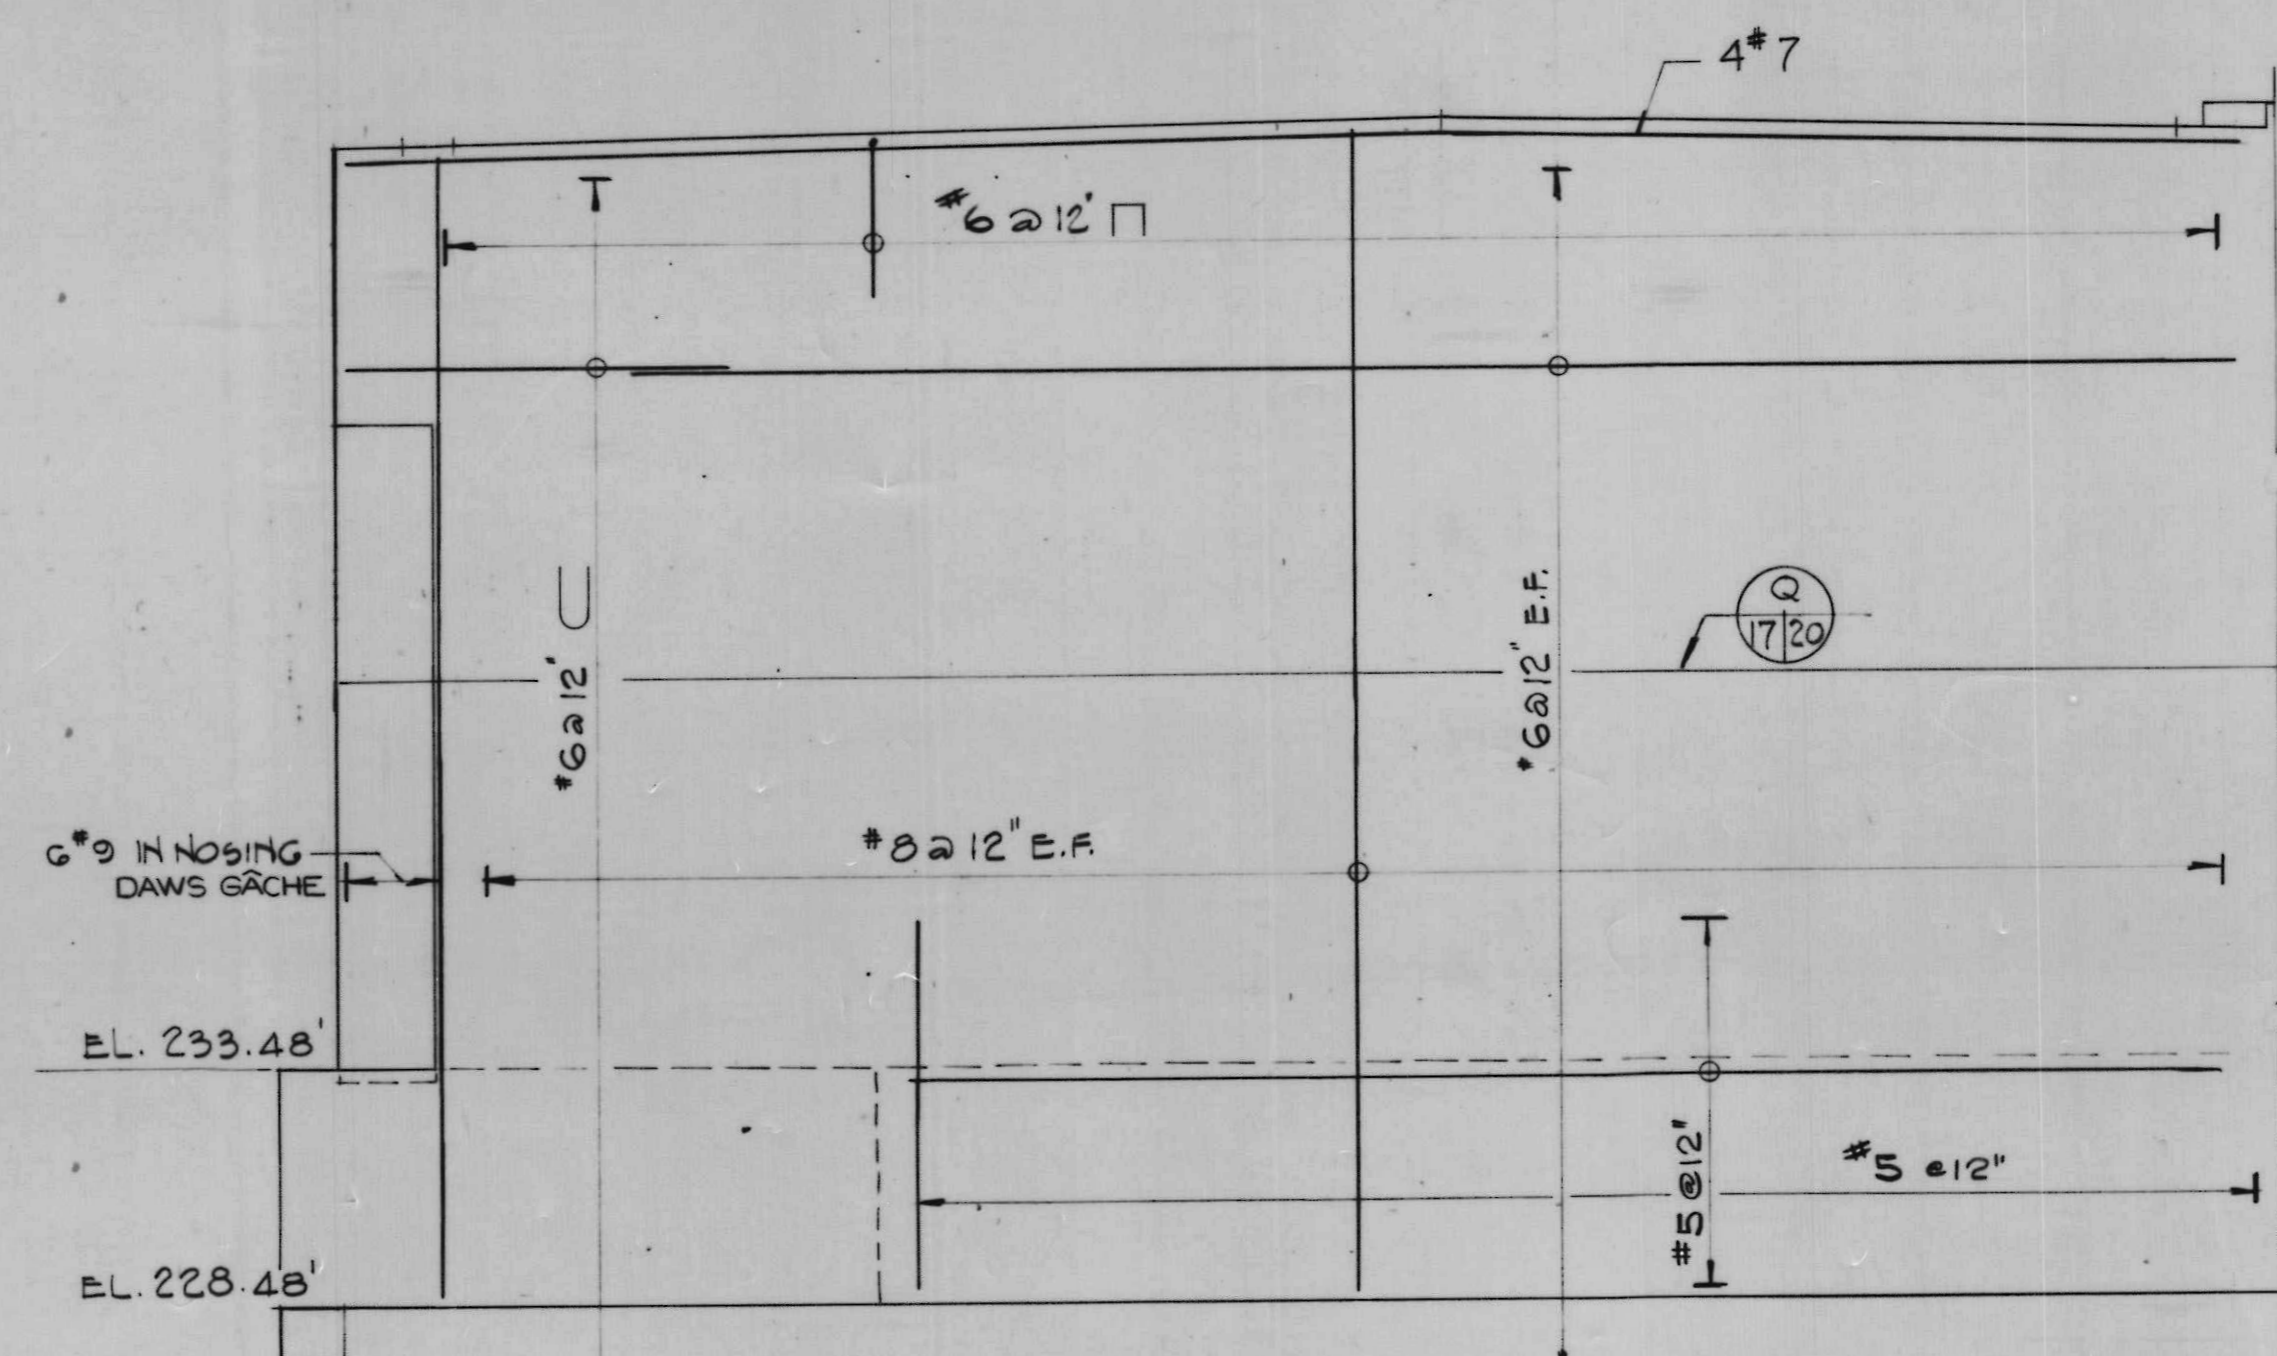 4#7
#6 @ 12"
#6 @ 12"
#6 @ 12" E.F.
Q
17 20
#8 @ 12" E.F.
6#9 IN NOSING
DAWS GÂCHE
EL. 233.48'
#5 @ 12"
#5 @ 12"
EL. 228.48'